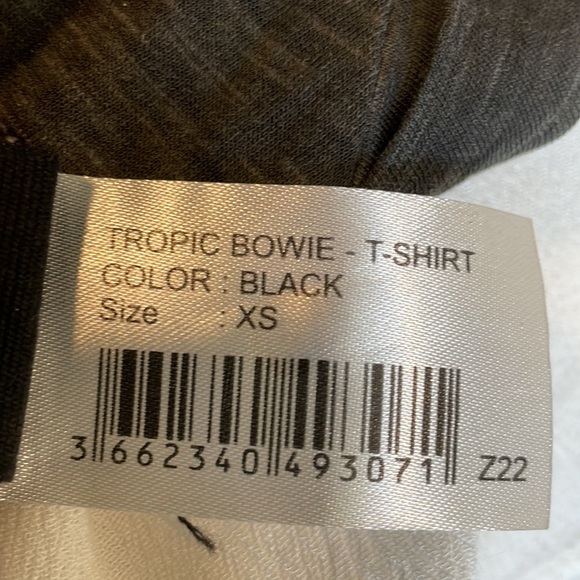 TROPIC BOWIE - T-SHIRT
COLOR : BLACK
Size : XS
3 662340 493071 Z22